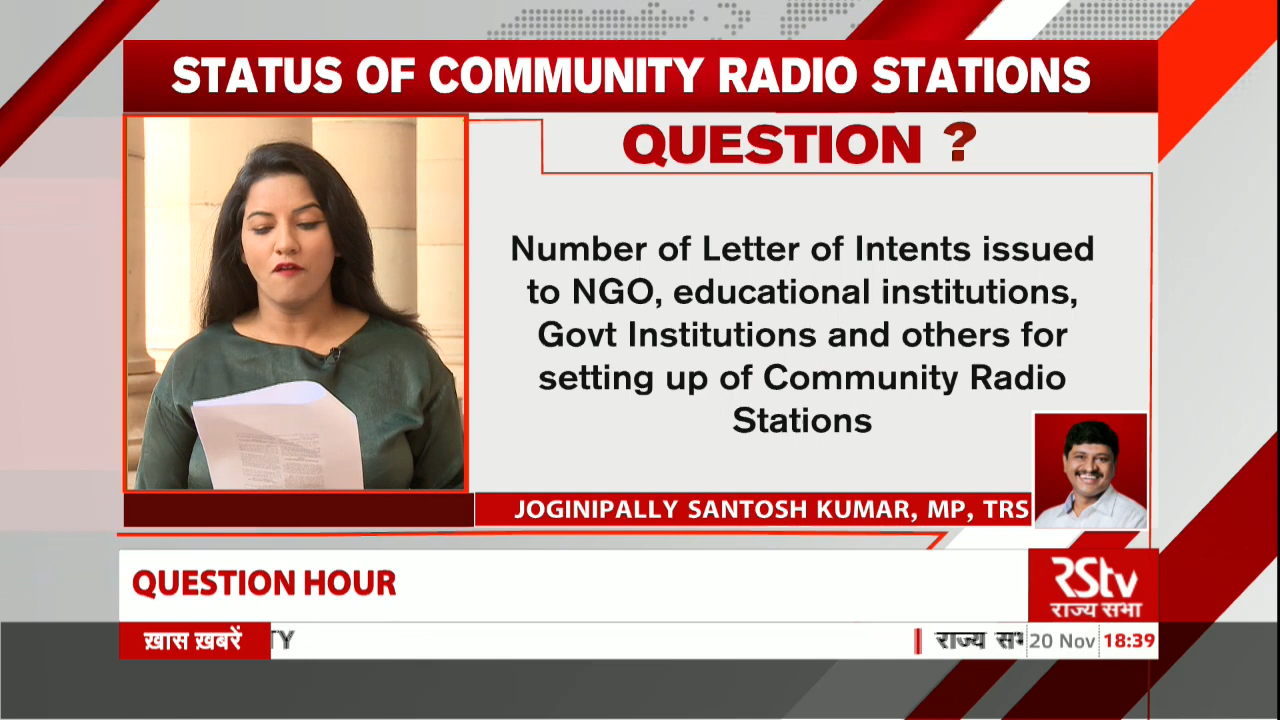 STATUS OF COMMUNITY RADIO STATIONS
QUESTION ?
Number of Letter of Intents issued
to NGO, educational institutions,
Govt Institutions and others for
setting up of Community Radio
Stations
JOGINIPALLY SANTOSH KUMAR, MP, TRS
QUESTION HOUR
RStv
राज्य सभा
ख़ास ख़बरें
TY
राज्य
20 Nov
18:39